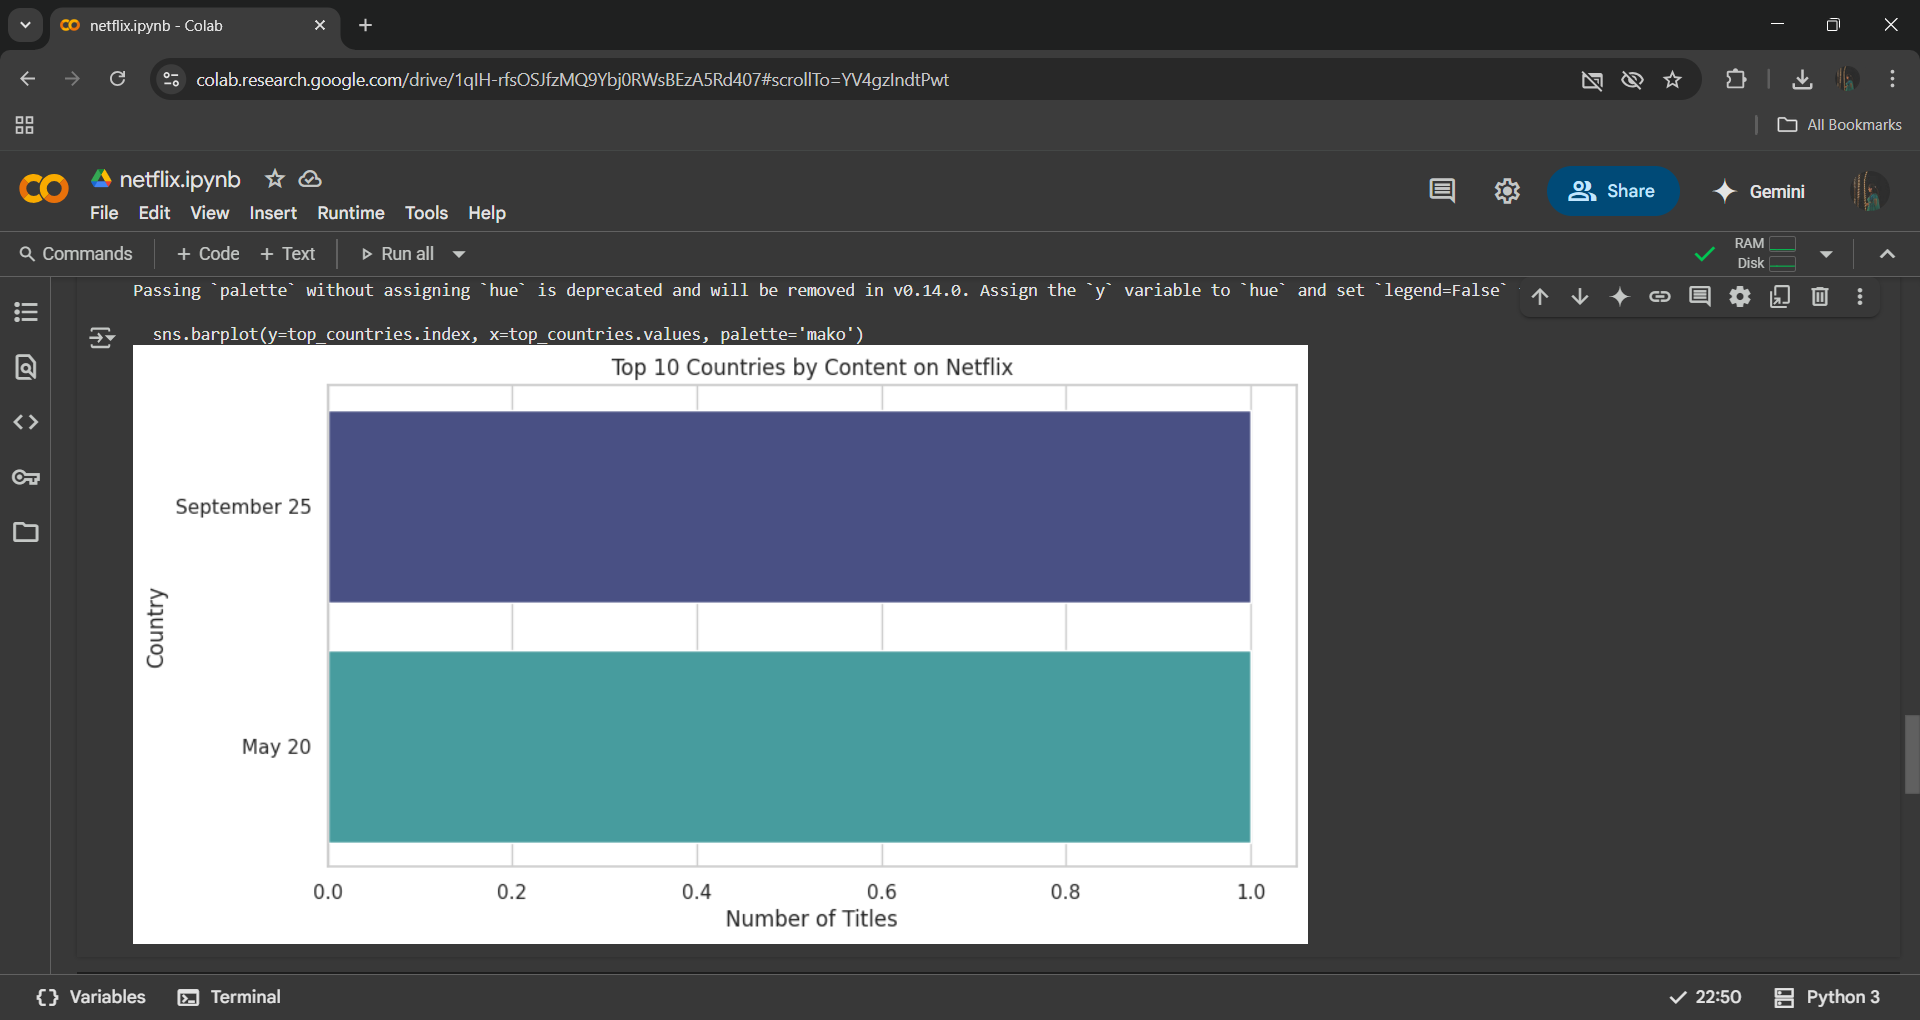 netflix.ipynb - Colab
colab.research.google.com/drive/1qIH-rfsOSJfzMQ9Ybj0RWsBEzA5Rd407#scrollTo=YV4gzIndtPwt
All Bookmarks
netflix.ipynb
File Edit View Insert Runtime Tools Help
Share
Gemini
Commands + Code + Text Run all
RAM
Disk
Passing `palette` without assigning `hue` is deprecated and will be removed in v0.14.0. Assign the `y` variable to `hue` and set `legend=False`
sns.barplot(y=top_countries.index, x=top_countries.values, palette='mako')
Top 10 Countries by Content on Netflix
September 25
Country
May 20
0.0 0.2 0.4 0.6 0.8 1.0
Number of Titles
Variables Terminal
22:50 Python 3